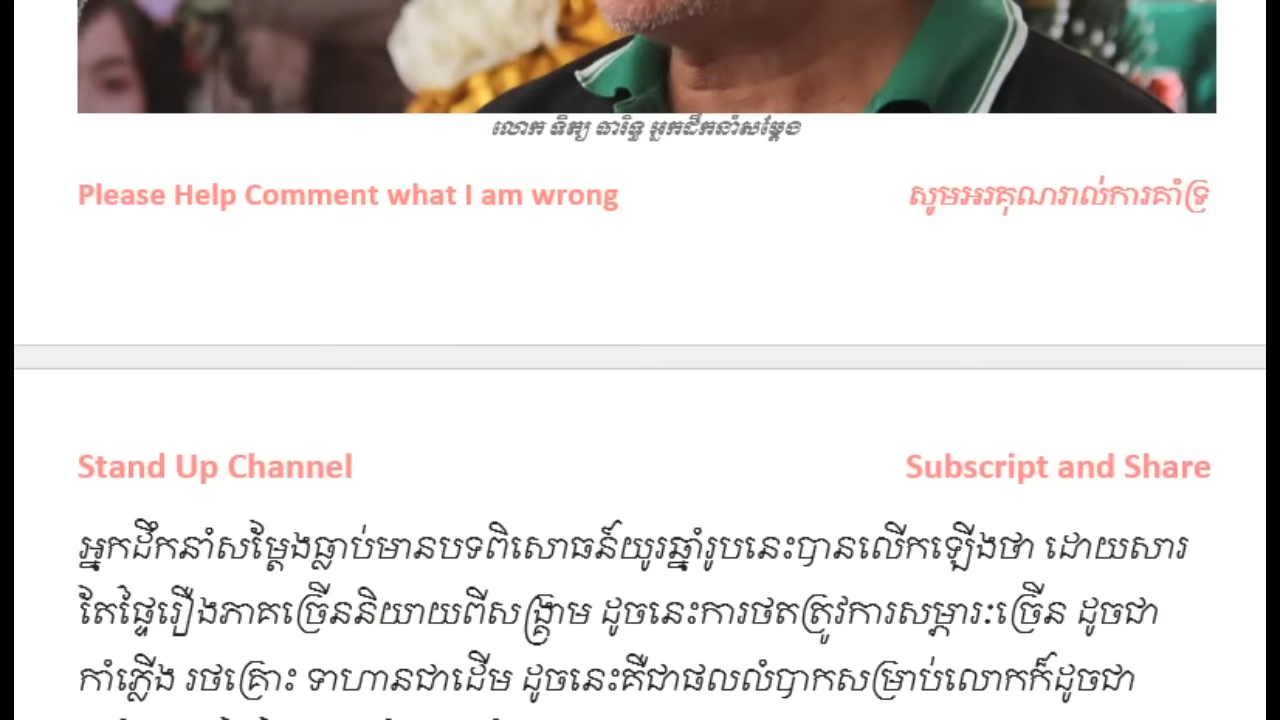 លោក ទិត្យ ធារិទ្ធ អ្នកដឹកនាំសម្តែង
Please Help Comment what I am wrong
សូមអរគុណរាល់ការគាំទ្រ
Stand Up Channel
Subscript and Share
អ្នកដឹកនាំសម្តែងធ្លាប់មានបទពិសោធន៍យូរឆ្នាំរូបនេះបានលើកឡើងថា ដោយសារ
តែផ្ទៃរឿងភាគច្រើននិយាយពីសង្គ្រាម ដូចនេះការថតត្រូវការសម្ភារៈច្រើន ដូចជា
កាំភ្លើង រថគ្រោះ ទាហានជាដើម ដូចនេះគឺជាផលលំបាកសម្រាប់លោកក៏ដូចជា